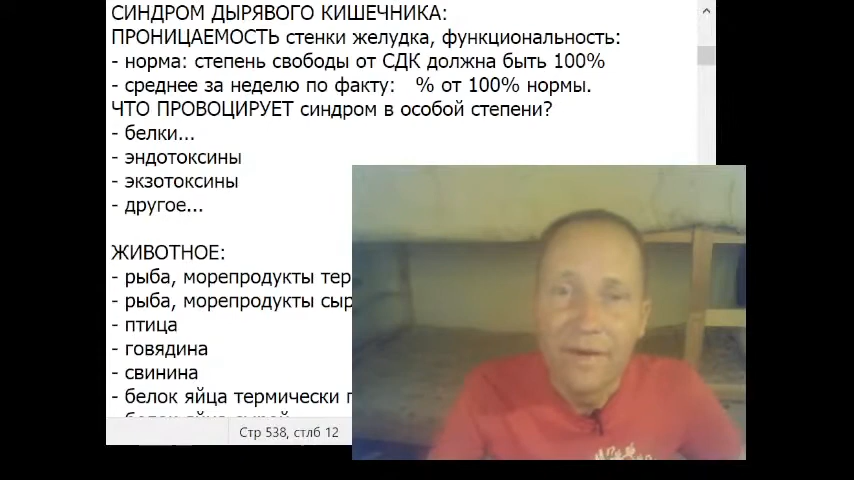 СИНДРОМ ДЫРЯВОГО КИШЕЧНИКА:
ПРОНИЦАЕМОСТЬ стенки желудка, функциональность:
- норма: степень свободы от СДК должна быть 100%
- среднее за неделю по факту: % от 100% нормы.
ЧТО ПРОВОЦИРУЕТ синдром в особой степени?
- белки...
- эндотоксины
- экзотоксины
- другое...
ЖИВОТНОЕ:
- рыба, морепродукты тер
- рыба, морепродукты сыр
- птица
- говядина
- свинина
- белок яйца термически
Стр 538, стлб 12